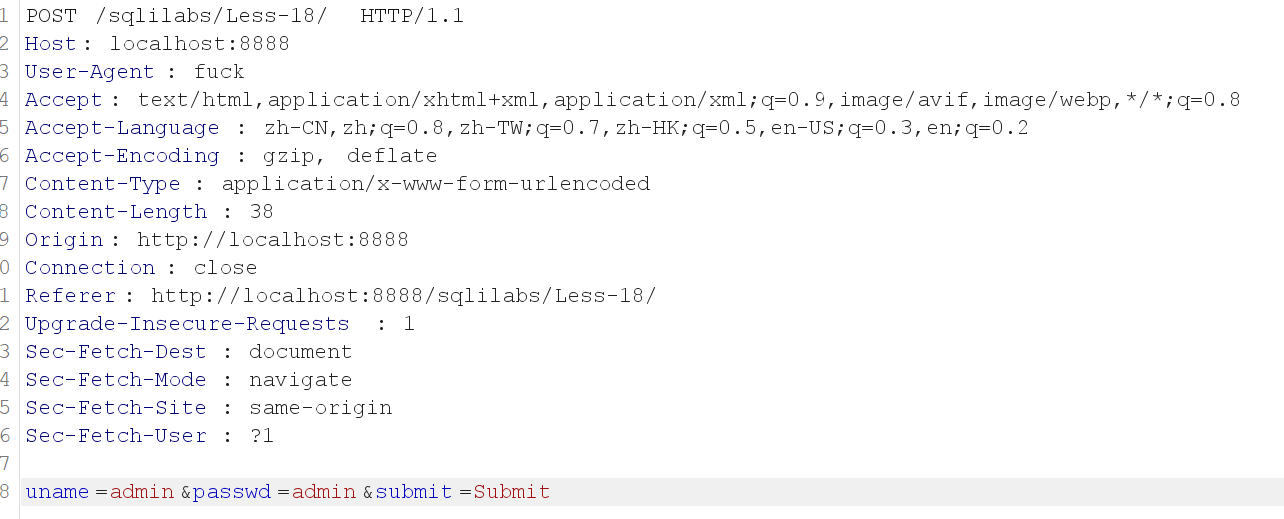 1 POST /sqlilabs/Less-18/ HTTP/1.1
2 Host: localhost:8888
3 User-Agent : fuck
4 Accept: text/html,application/xhtml+xml,application/xml;q=0.9,image/avif,image/webp,*/*;q=0.8
5 Accept-Language : zh-CN,zh;q=0.8,zh-TW;q=0.7,zh-HK;q=0.5,en-US;q=0.3,en;q=0.2
6 Accept-Encoding : gzip, deflate
7 Content-Type : application/x-www-form-urlencoded
8 Content-Length : 38
9 Origin: http://localhost:8888
0 Connection : close
1 Referer: http://localhost:8888/sqlilabs/Less-18/
2 Upgrade-Insecure-Requests : 1
3 Sec-Fetch-Dest : document
4 Sec-Fetch-Mode : navigate
5 Sec-Fetch-Site : same-origin
6 Sec-Fetch-User : ?1
7
8 uname=admin&passwd=admin&submit=Submit